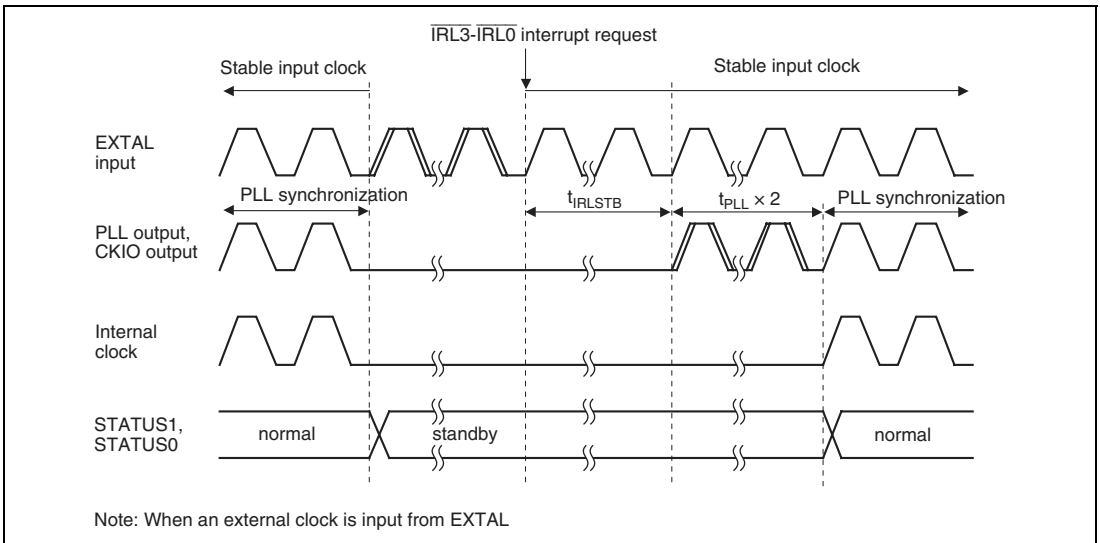 IRL3-IRL0 interrupt request
Stable input clock
Stable input clock
EXTAL
input
PLL synchronization
tIRLSTB
tPLL × 2
PLL synchronization
PLL output,
CKIO output
Internal
clock
STATUS1,
STATUS0
normal
standby
normal
Note: When an external clock is input from EXTAL